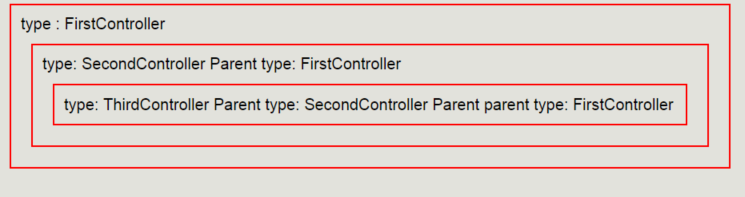 type : FirstController
type: SecondController Parent type: FirstController
type: ThirdController Parent type: SecondController Parent parent type: FirstController